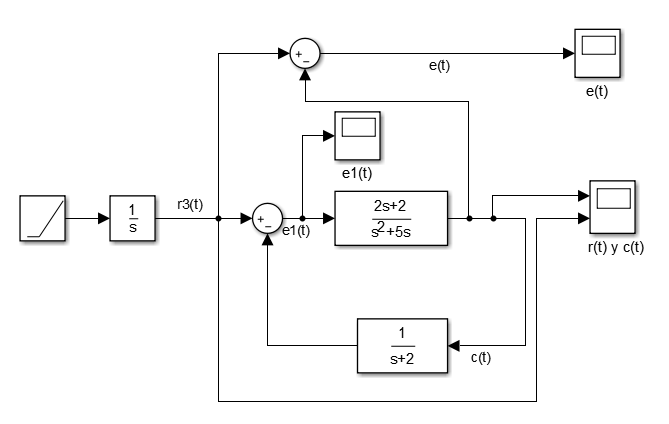 +
−
e(t)
e(t)
e1(t)
1
s
r3(t)
+
−
e1(t)
2s+2
s²+5s
r(t) y c(t)
1
s+2
c(t)